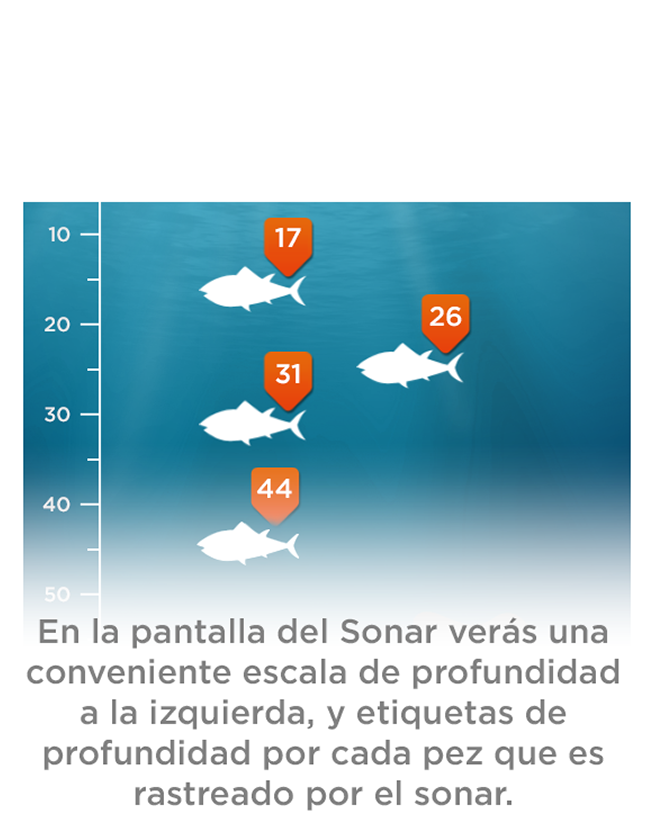 10
17
20
26
30
31
40
44
50
En la pantalla del Sonar verás una
conveniente escala de profundidad
a la izquierda, y etiquetas de
profundidad por cada pez que es
rastreado por el sonar.